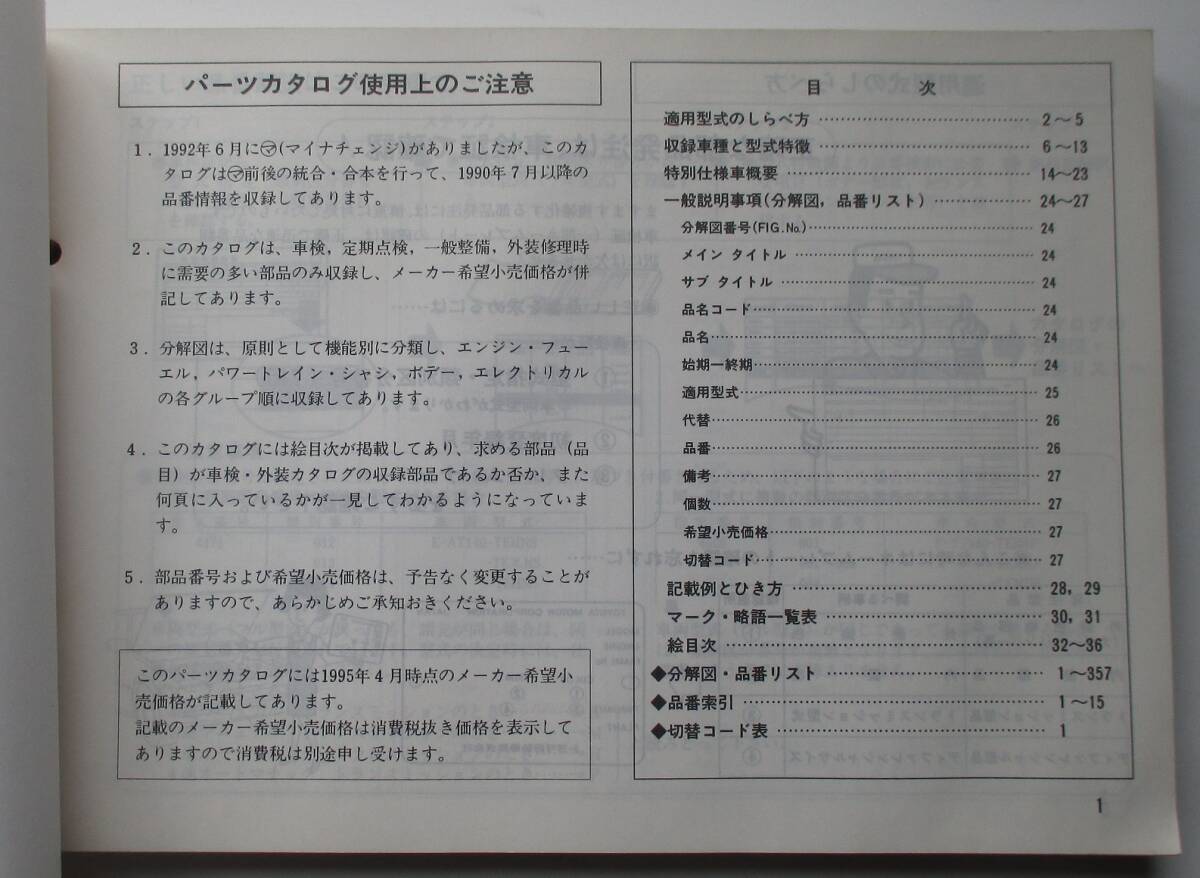 パーツカタログ使用上のご注意
1. 1992年6月に㋮(マイナチェンジ)がありましたが、このカ
タログは㋮前後の統合・合本を行って、1990年7月以降の
品番情報を収録してあります。
2. このカタログは、車検，定期点検，一般整備，外装修理時
に需要の多い部品のみ収録し、メーカー希望小売価格が併
記してあります。
3. 分解図は、原則として機能別に分類し、エンジン・フュー
エル，パワートレイン・シャシ，ボデー，エレクトリカル
の各グループ順に収録してあります。
4. このカタログには絵目次が掲載してあり、求める部品（品
目）が車検・外装カタログの収録部品であるか否か、また
何頁に入っているかが一見してわかるようになっていま
す。
5. 部品番号および希望小売価格は、予告なく変更することが
ありますので、あらかじめご承知おきください。
このパーツカタログには1995年4月時点のメーカー希望小
売価格が記載してあります。
記載のメーカー希望小売価格は消費税抜き価格を表示して
ありますので消費税は別途申し受けます。
目 次
適用型式のしらべ方 …… 2～5
収録車種と型式特徴 …… 6～13
特別仕様車概要 …… 14～23
一般説明事項(分解図，品番リスト) …… 24～27
分解図番号(FIG.No.) …… 24
メイン タイトル …… 24
サブ タイトル …… 24
品名コード …… 24
品名 …… 24
始期ー終期 …… 24
適用型式 …… 25
代替 …… 26
品番 …… 26
備考 …… 27
個数 …… 27
希望小売価格 …… 27
切替コード …… 27
記載例とひき方 …… 28，29
マーク・略語一覧表 …… 30，31
絵目次 …… 32～36
◆分解図・品番リスト …… 1～357
◆品番索引 …… 1～15
◆切替コード表 …… 1
1